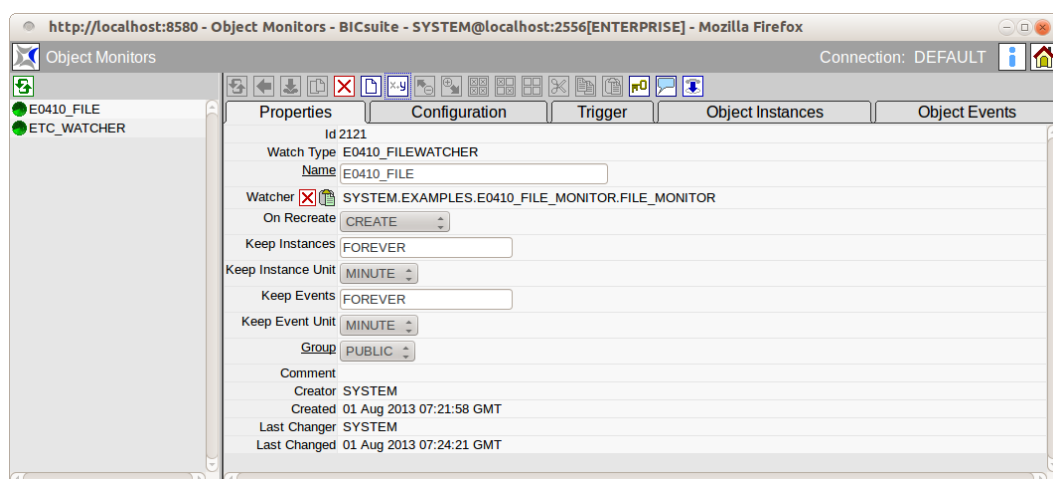 http://localhost:8580 - Object Monitors - BICsuite - SYSTEM@localhost:2556[ENTERPRISE] - Mozilla Firefox
Object Monitors Connection: DEFAULT
E0410_FILE
ETC_WATCHER
x.y
Properties Configuration Trigger Object Instances Object Events
Id 2121
Watch Type E0410_FILEWATCHER
Name E0410_FILE
Watcher SYSTEM.EXAMPLES.E0410_FILE_MONITOR.FILE_MONITOR
On Recreate CREATE
Keep Instances FOREVER
Keep Instance Unit MINUTE
Keep Events FOREVER
Keep Event Unit MINUTE
Group PUBLIC
Comment
Creator SYSTEM
Created 01 Aug 2013 07:21:58 GMT
Last Changer SYSTEM
Last Changed 01 Aug 2013 07:24:21 GMT